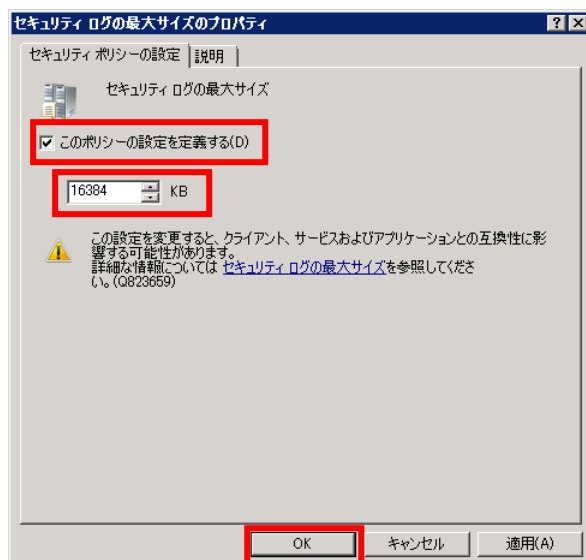 セキュリティ ログの最大サイズのプロパティ
セキュリティ ポリシーの設定 説明
セキュリティ ログの最大サイズ
このポリシーの設定を定義する(D)
16384 KB
この設定を変更すると、クライアント、サービスおよびアプリケーションとの互換性に影
響する可能性があります。
詳細な情報については セキュリティ ログの最大サイズを参照してくださ
い。(Q823659)
OK キャンセル 適用(A)